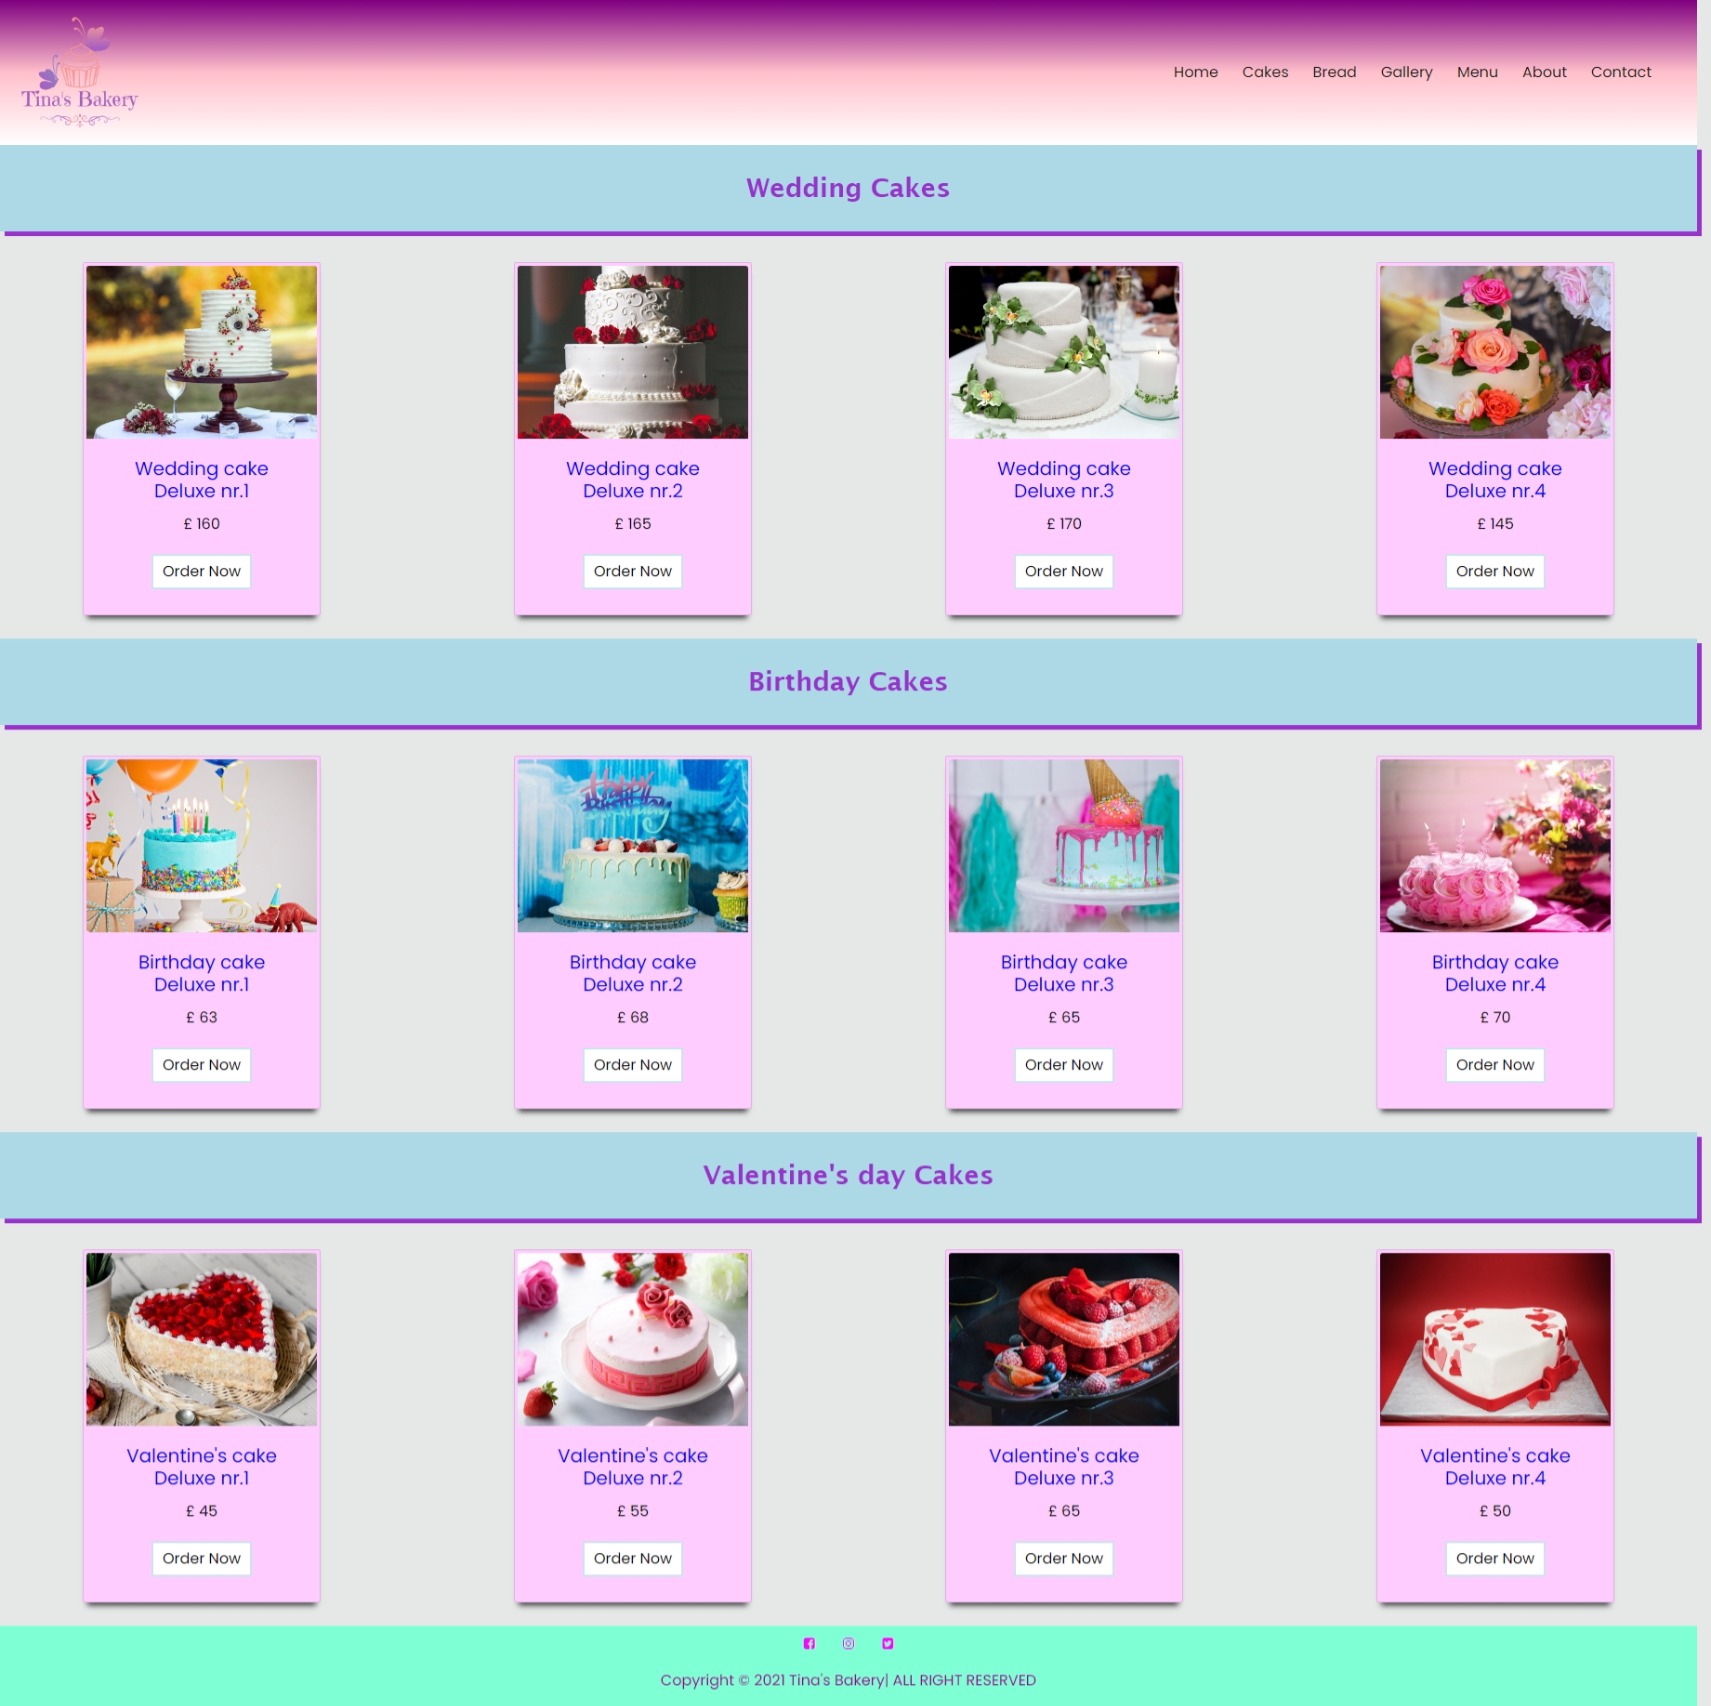 Tina's Bakery
Home Cakes Bread Gallery Menu About Contact
Wedding Cakes
Wedding cake
Deluxe nr.1
£ 160
Order Now
Wedding cake
Deluxe nr.2
£ 165
Order Now
Wedding cake
Deluxe nr.3
£ 170
Order Now
Wedding cake
Deluxe nr.4
£ 145
Order Now
Birthday Cakes
Happy
Birthday
Birthday cake
Deluxe nr.1
£ 63
Order Now
Birthday cake
Deluxe nr.2
£ 68
Order Now
Birthday cake
Deluxe nr.3
£ 65
Order Now
Birthday cake
Deluxe nr.4
£ 70
Order Now
Valentine's day Cakes
Valentine's cake
Deluxe nr.1
£ 45
Order Now
Valentine's cake
Deluxe nr.2
£ 55
Order Now
Valentine's cake
Deluxe nr.3
£ 65
Order Now
Valentine's cake
Deluxe nr.4
£ 50
Order Now
Copyright © 2021 Tina's Bakery| ALL RIGHT RESERVED